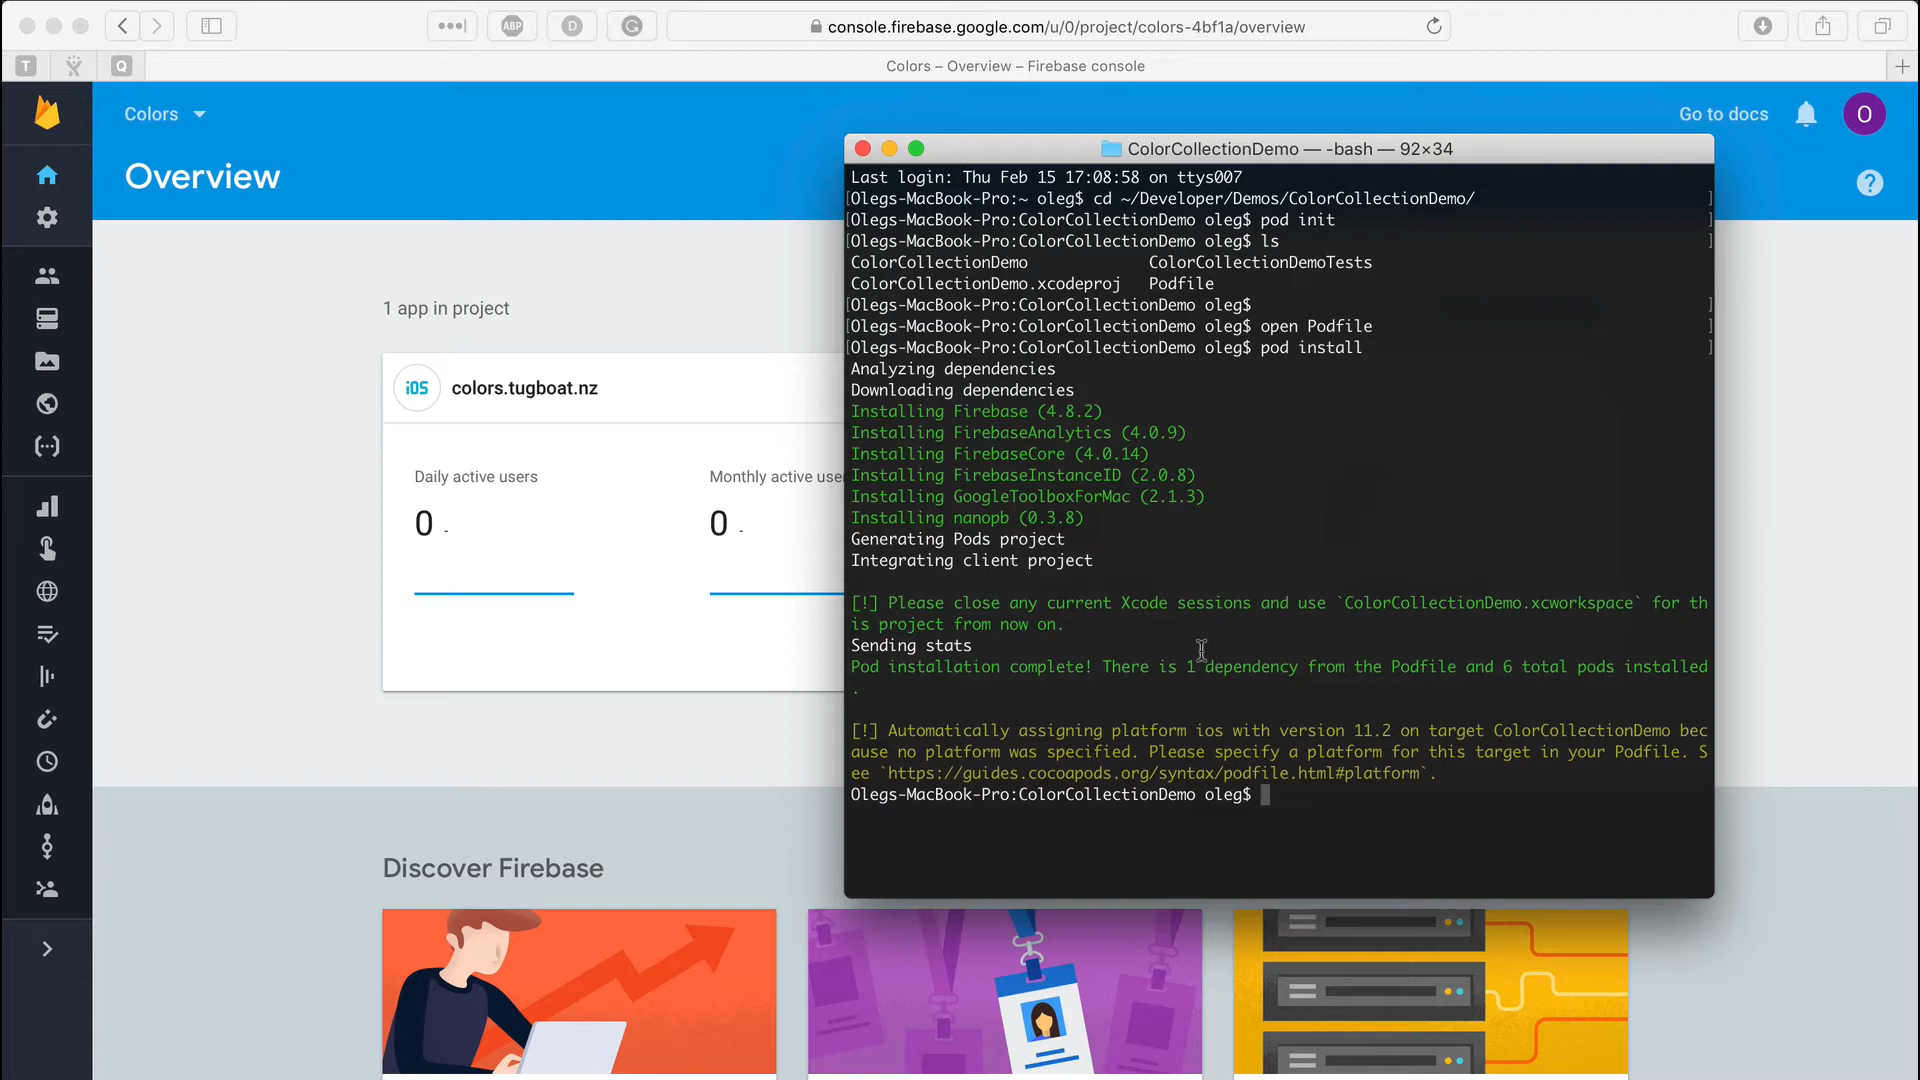 ABP
D
G
console.firebase.google.com/u/0/project/colors-4bf1a/overview
T
Q
Colors – Overview – Firebase console
Colors
Go to docs
O
Overview
?
1 app in project
iOS
colors.tugboat.nz
Daily active users
Monthly active use
0 -
0 -
Discover Firebase
ColorCollectionDemo — -bash — 92×34
Last login: Thu Feb 15 17:08:58 on ttys007
[Olegs-MacBook-Pro:~ oleg$ cd ~/Developer/Demos/ColorCollectionDemo/ ]
[Olegs-MacBook-Pro:ColorCollectionDemo oleg$ pod init ]
[Olegs-MacBook-Pro:ColorCollectionDemo oleg$ ls ]
ColorCollectionDemo ColorCollectionDemoTests
ColorCollectionDemo.xcodeproj Podfile
[Olegs-MacBook-Pro:ColorCollectionDemo oleg$ ]
[Olegs-MacBook-Pro:ColorCollectionDemo oleg$ open Podfile ]
[Olegs-MacBook-Pro:ColorCollectionDemo oleg$ pod install ]
Analyzing dependencies
Downloading dependencies
Installing Firebase (4.8.2)
Installing FirebaseAnalytics (4.0.9)
Installing FirebaseCore (4.0.14)
Installing FirebaseInstanceID (2.0.8)
Installing GoogleToolboxForMac (2.1.3)
Installing nanopb (0.3.8)
Generating Pods project
Integrating client project
[!] Please close any current Xcode sessions and use `ColorCollectionDemo.xcworkspace` for th
is project from now on.
Sending stats
Pod installation complete! There is 1 dependency from the Podfile and 6 total pods installed
.
[!] Automatically assigning platform ios with version 11.2 on target ColorCollectionDemo bec
ause no platform was specified. Please specify a platform for this target in your Podfile. S
ee `https://guides.cocoapods.org/syntax/podfile.html#platform`.
Olegs-MacBook-Pro:ColorCollectionDemo oleg$